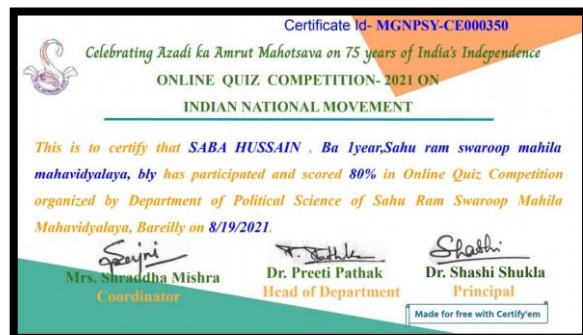 Certificate Id- MGNPSY-CE000350
Celebrating Azadi ka Amrut Mahotsava on 75 years of India's Independence
ONLINE QUIZ COMPETITION- 2021 ON
INDIAN NATIONAL MOVEMENT
This is to certify that SABA HUSSAIN , Ba 1year,Sahu ram swaroop mahila
mahavidyalaya, bly has participated and scored 80% in Online Quiz Competition
organized by Department of Political Science of Sahu Ram Swaroop Mahila
Mahavidyalaya, Bareilly on 8/19/2021.
Mrs. Shraddha Mishra
Coordinator
Dr. Preeti Pathak
Head of Department
Dr. Shashi Shukla
Principal
Made for free with Certify'em